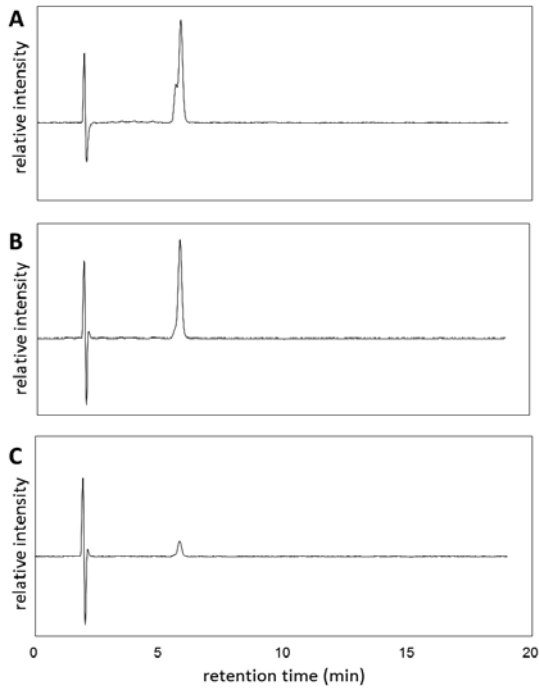 A
relative intensity
B
relative intensity
C
relative intensity
0 5 10 15 20
retention time (min)